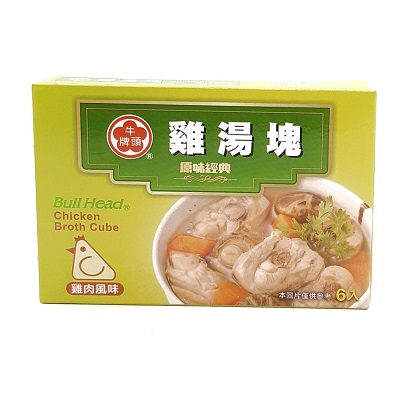 牛
牌頭
®
雞湯塊
原味經典
Bull Head®
Chicken
Broth Cube
雞肉風味
本圖片僅供參考 6入